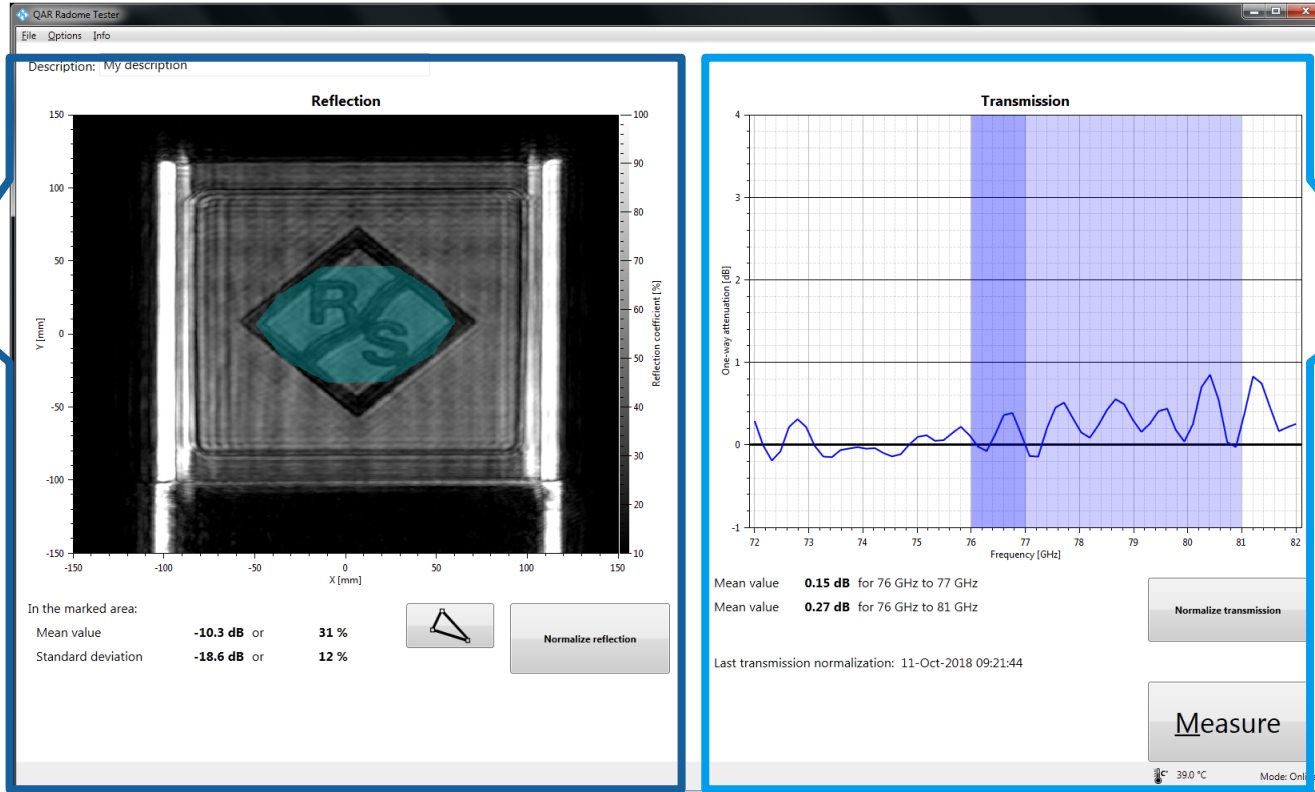 QAR Radome Tester
File Options Info
Description: My description
Reflection
150
100
50
0
-50
-100
-150
Y [mm]
-150 -100 -50 0 50 100 150
X [mm]
R
S
100
90
80
70
60
50
40
30
20
10
Reflection coefficient [%]
In the marked area:
Mean value -10.3 dB or 31 %
Standard deviation -18.6 dB or 12 %
Normalize reflection
Transmission
4
3
2
1
0
-1
One-way attenuation [dB]
72 73 74 75 76 77 78 79 80 81 82
Frequency [GHz]
Mean value 0.15 dB for 76 GHz to 77 GHz
Mean value 0.27 dB for 76 GHz to 81 GHz
Normalize transmission
Last transmission normalization: 11-Oct-2018 09:21:44
Measure
C° 39.0 °C Mode: Onli